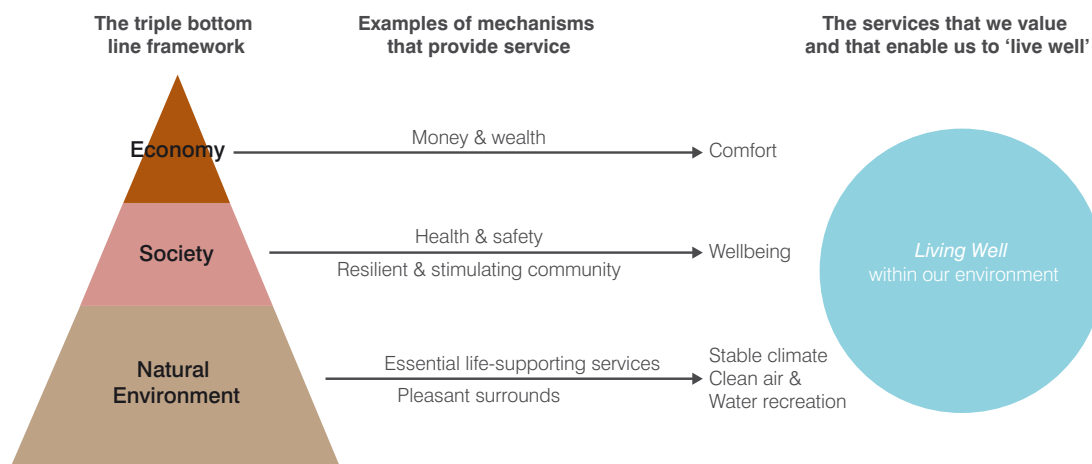 The triple bottom
line framework
Examples of mechanisms
that provide service
The services that we value
and that enable us to ‘live well’
Economy
Money & wealth
Comfort
Society
Health & safety
Resilient & stimulating community
Wellbeing
Living Well
within our environment
Natural
Environment
Essential life-supporting services
Pleasant surrounds
Stable climate
Clean air &
Water recreation